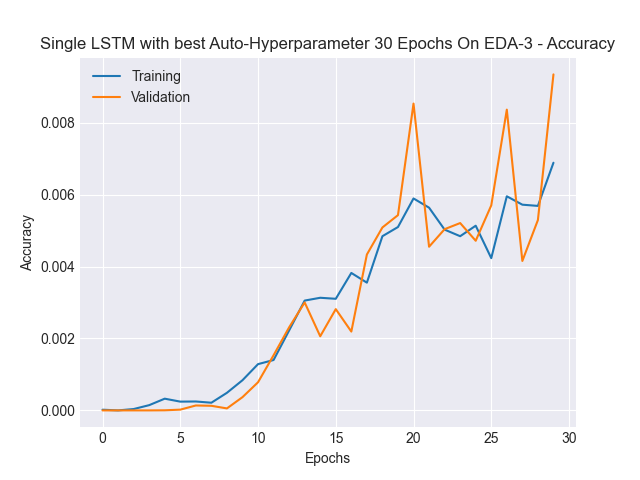 Single LSTM with best Auto-Hyperparameter 30 Epochs On EDA-3 - Accuracy
Training
Validation
0.008
0.006
0.004
0.002
0.000
Accuracy
0 5 10 15 20 25 30
Epochs